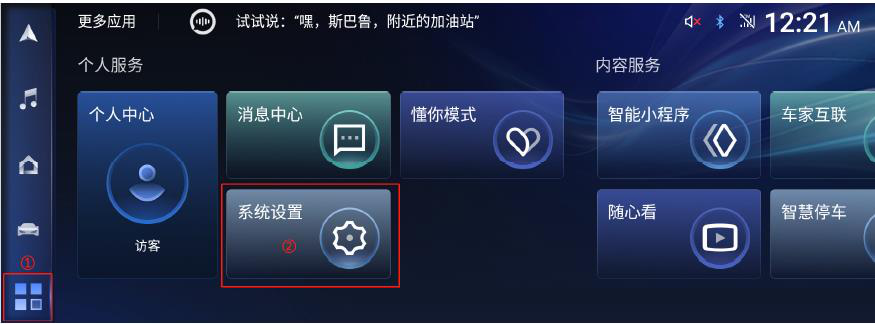 更多应用
试试说：“嘿，斯巴鲁，附近的加油站”
12:21 AM
个人服务
内容服务
个人中心
消息中心
懂你模式
智能小程序
车家互联
系统设置
②
随心看
智慧停车
访客
①